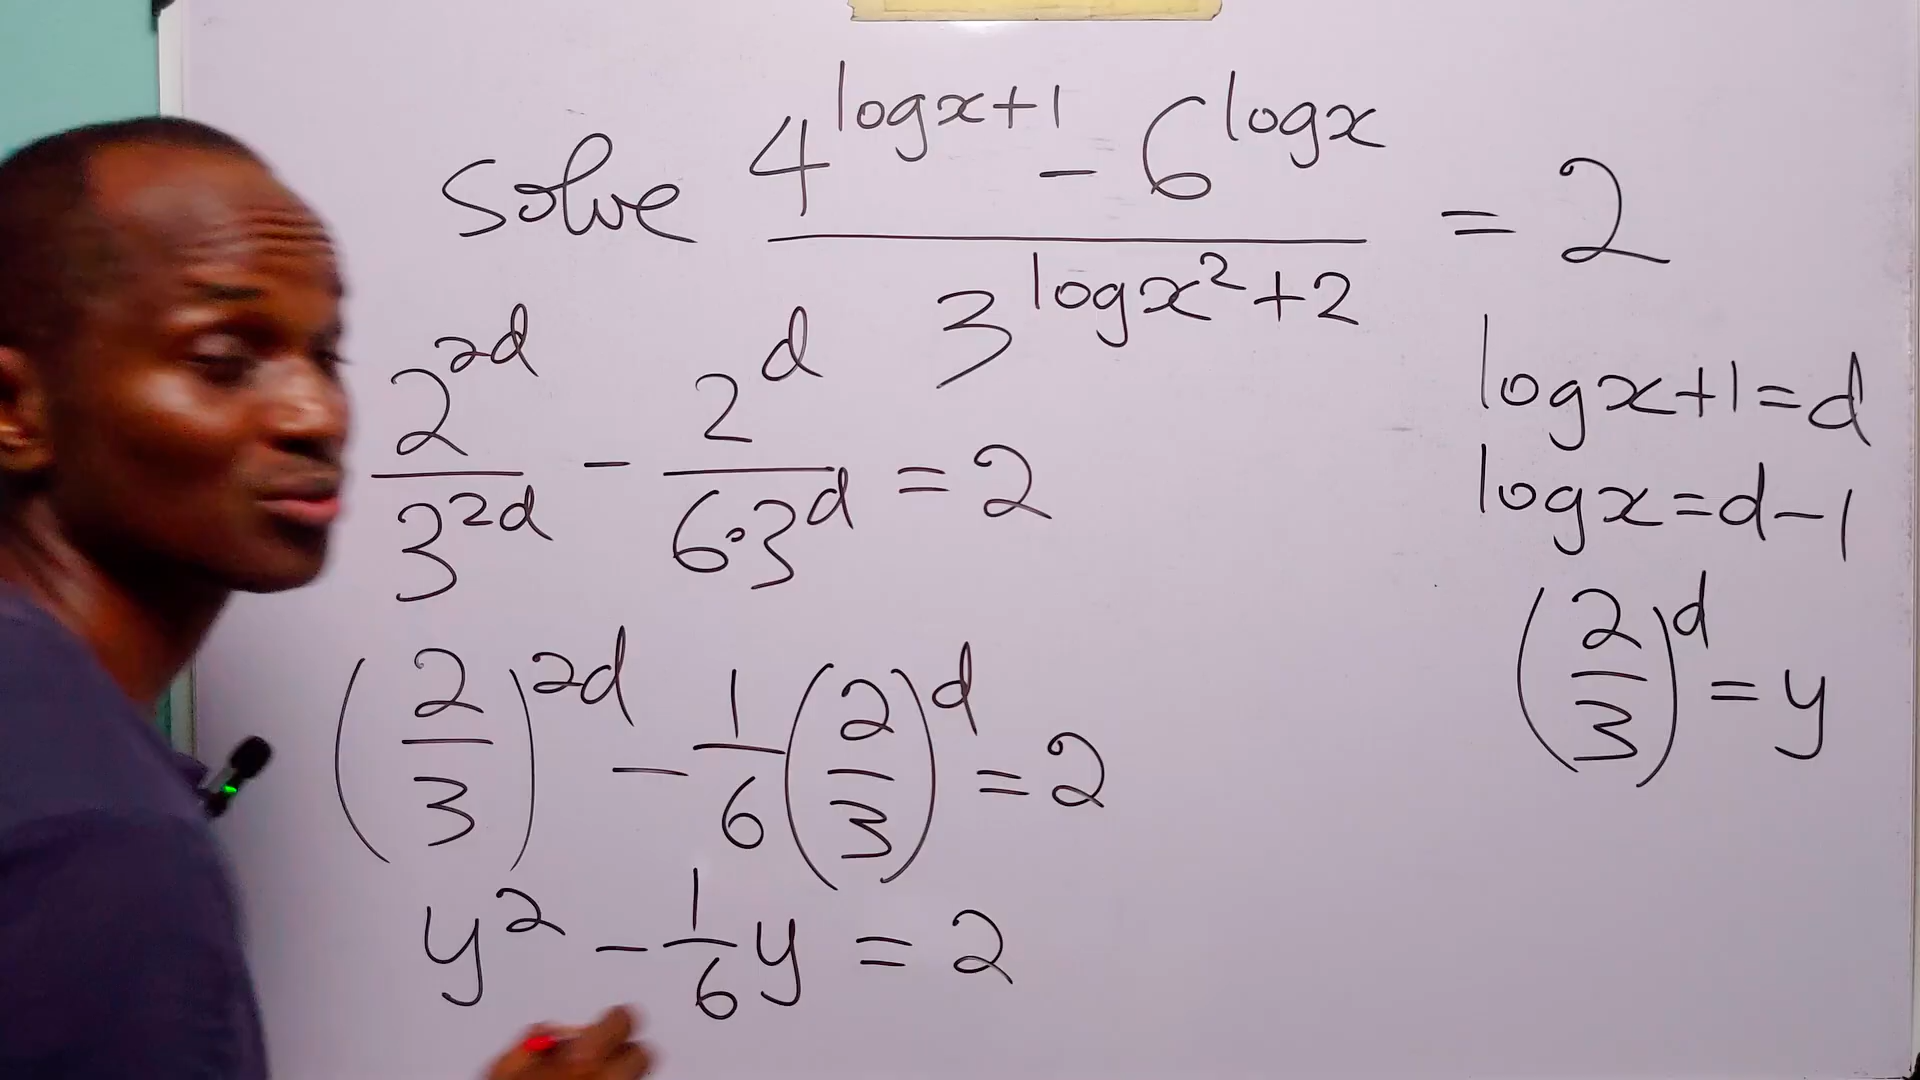 Solve (4^(logx+1) - 6^(logx)) / 3^(logx²+2) = 2
2^(2d) / 3^(2d) - 2^d / (6·3^d) = 2
(2/3)^(2d) - 1/6 (2/3)^d = 2
y² - 1/6 y = 2
logx+1=d
logx=d-1
(2/3)^d = y